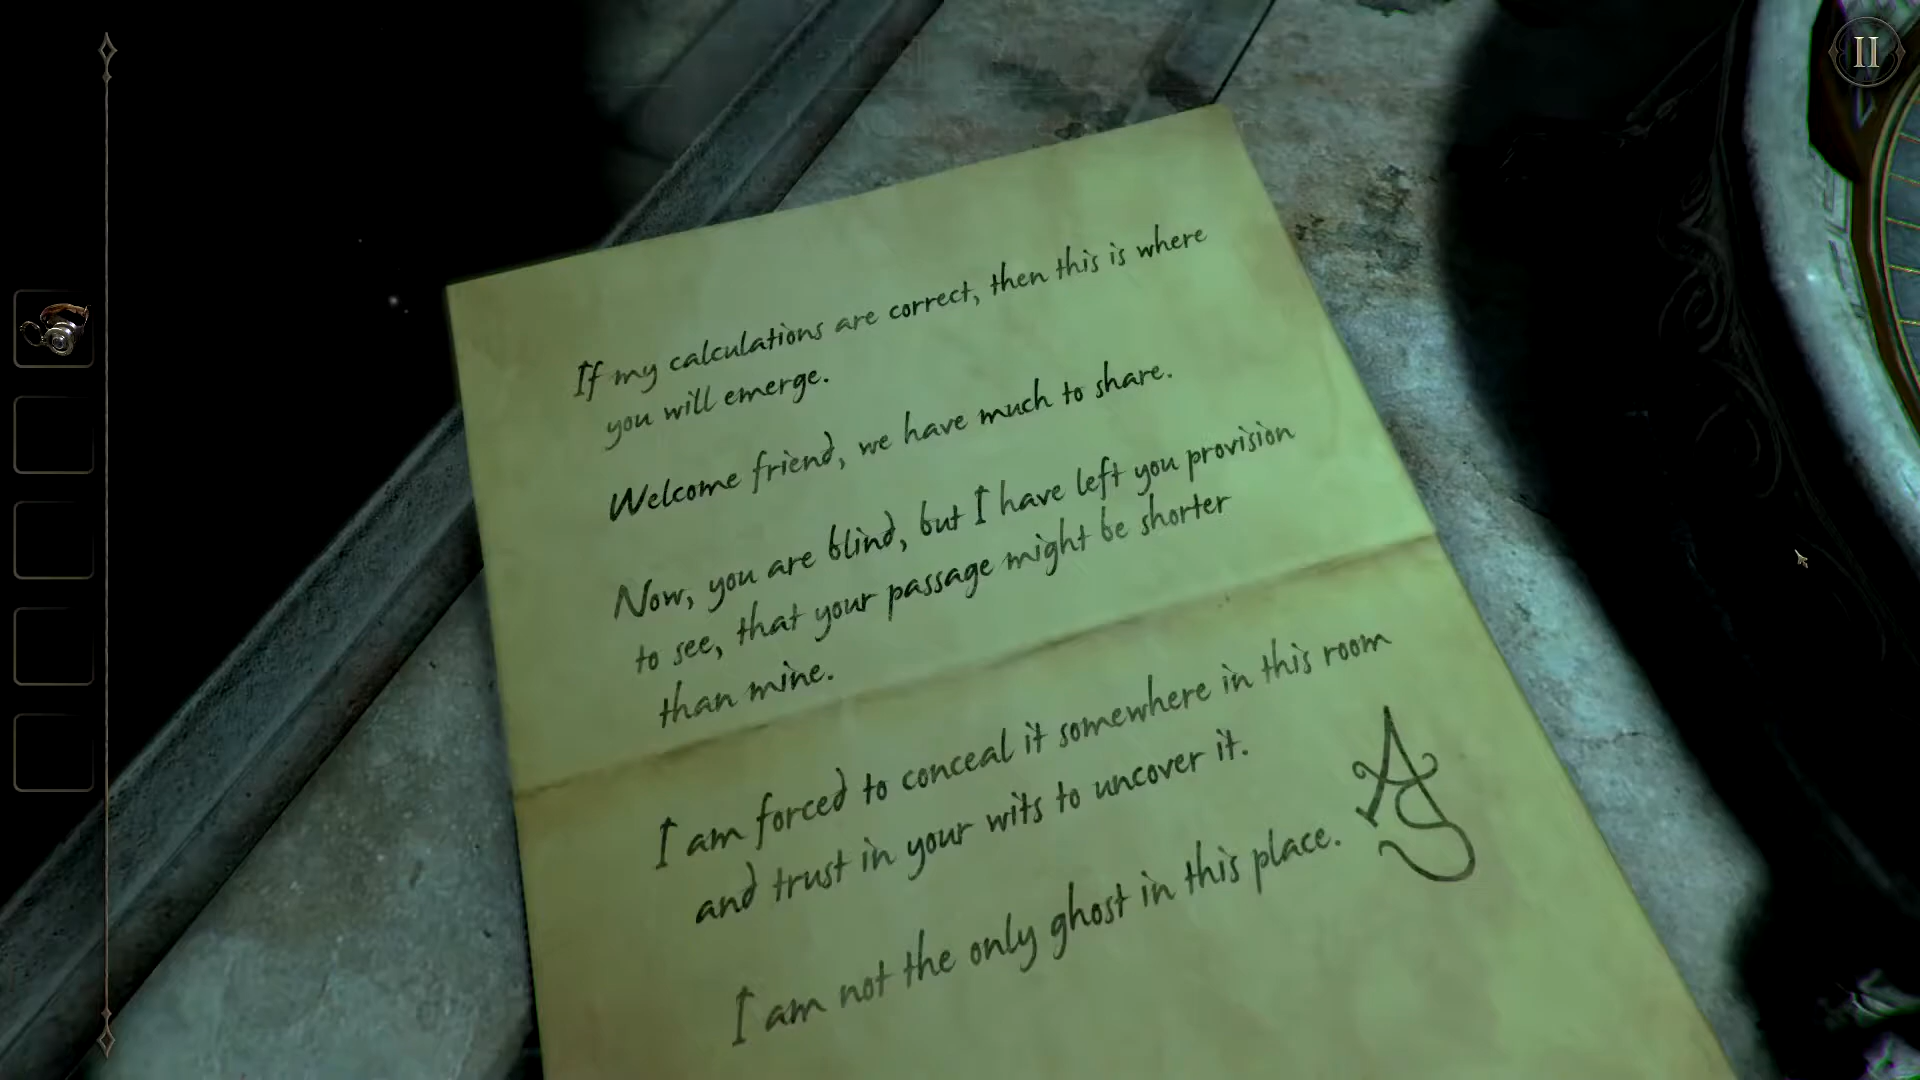 If my calculations are correct, then this is where
you will emerge.
Welcome friend, we have much to share.
Now, you are blind, but I have left you provision
to see, that your passage might be shorter
than mine.
I am forced to conceal it somewhere in this room
and trust in your wits to uncover it.
I am not the only ghost in this place.
AS
II